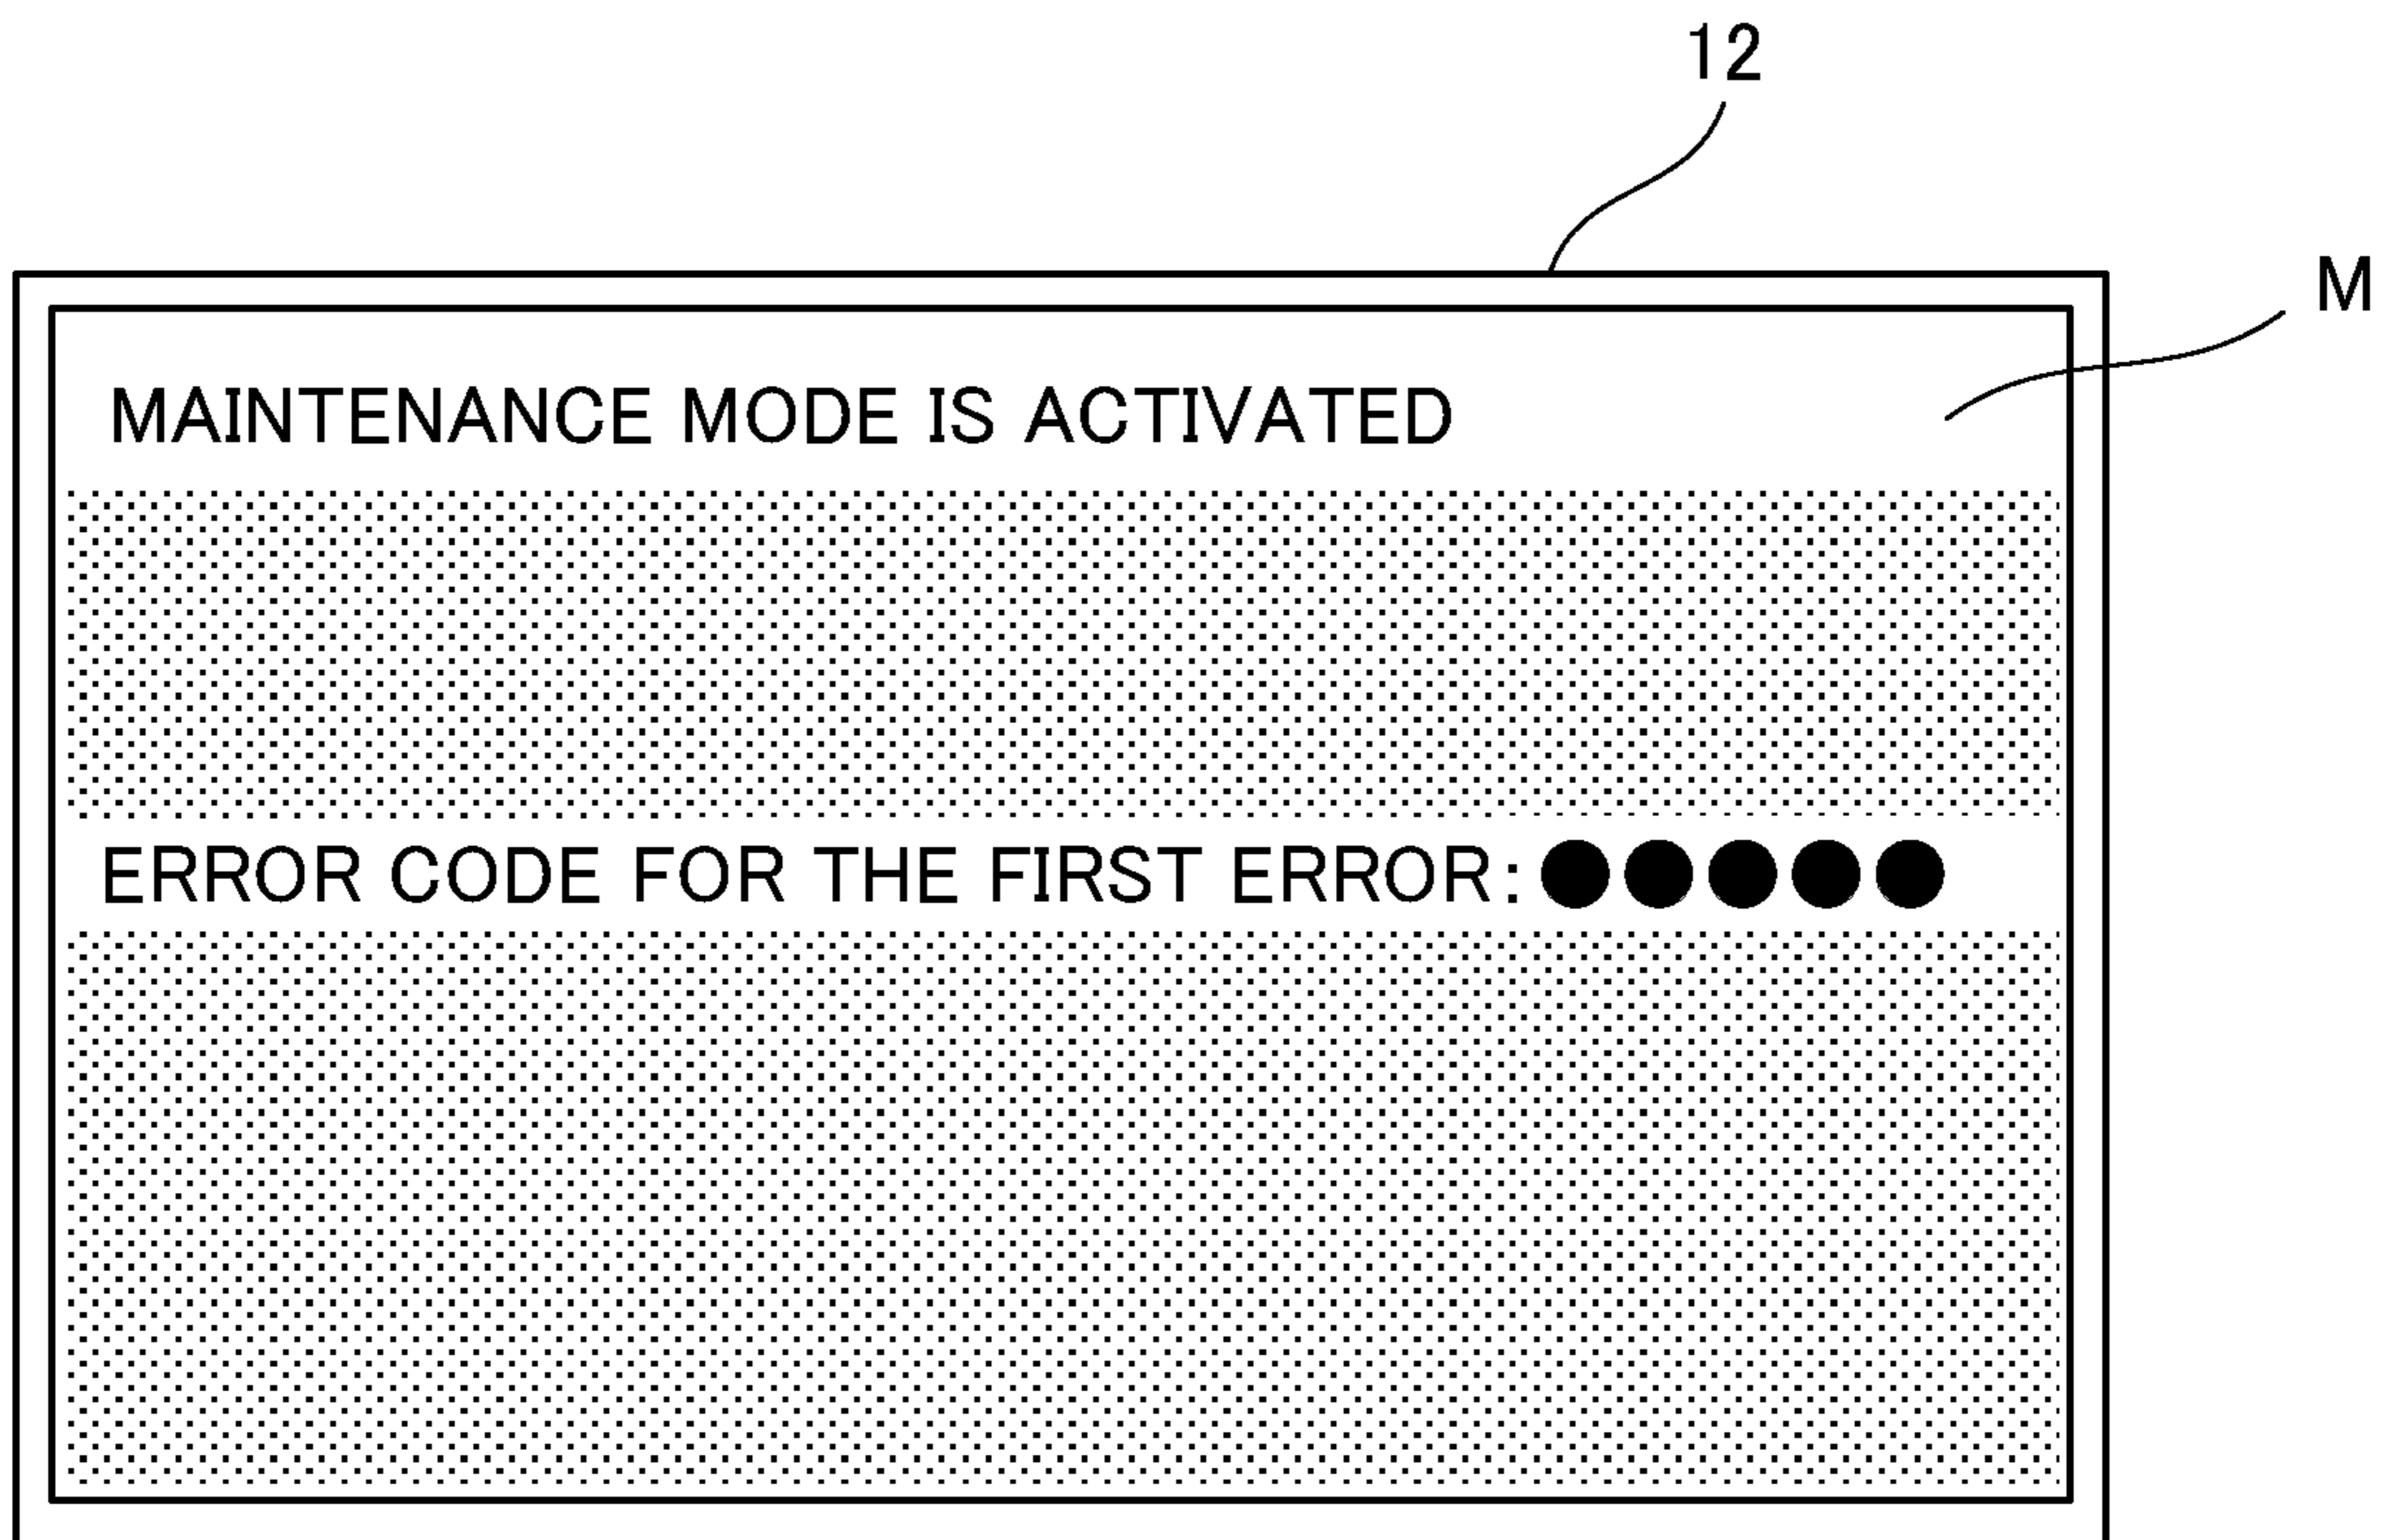 12
M
MAINTENANCE MODE IS ACTIVATED
ERROR CODE FOR THE FIRST ERROR:●●●●●